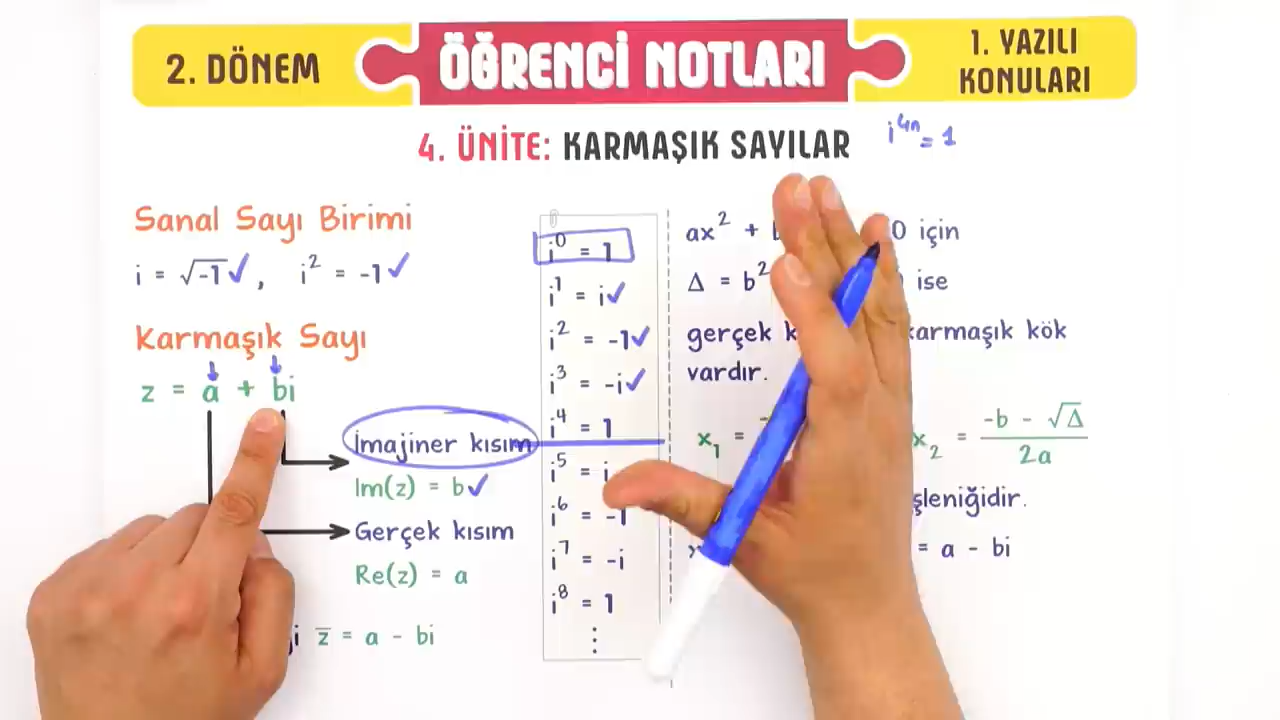 2. DÖNEM
ÖĞRENCİ NOTLARI
1. YAZILI
KONULARI
4. ÜNİTE: KARMAŞIK SAYILAR
i⁴ⁿ = 1
Sanal Sayı Birimi
i = √-1 ✓, i² = -1 ✓
Karmaşık Sayı
z = a + bi
İmajiner kısım
Im(z) = b ✓
Gerçek kısım
Re(z) = a
z̅ = a - bi
i⁰ = 1
i¹ = i ✓
i² = -1 ✓
i³ = -i ✓
i⁴ = 1
i⁵ = i
i⁶ = -1
i⁷ = -i
i⁸ = 1
⋮
ax² + 0 için
Δ = b² ise
gerçek karmaşık kök
vardır.
x₁ = x₂ = (-b - √Δ)/2a
= a - bi